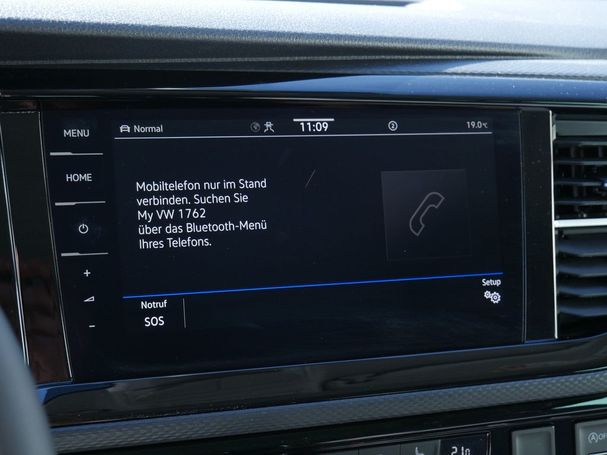 MENU
Normal
11:09
2
19.0°C
HOME
Mobiltelefon nur im Stand
verbinden. Suchen Sie
My VW 1762
über das Bluetooth-Menü
Ihres Telefons.
+
−
Setup
Notruf
SOS